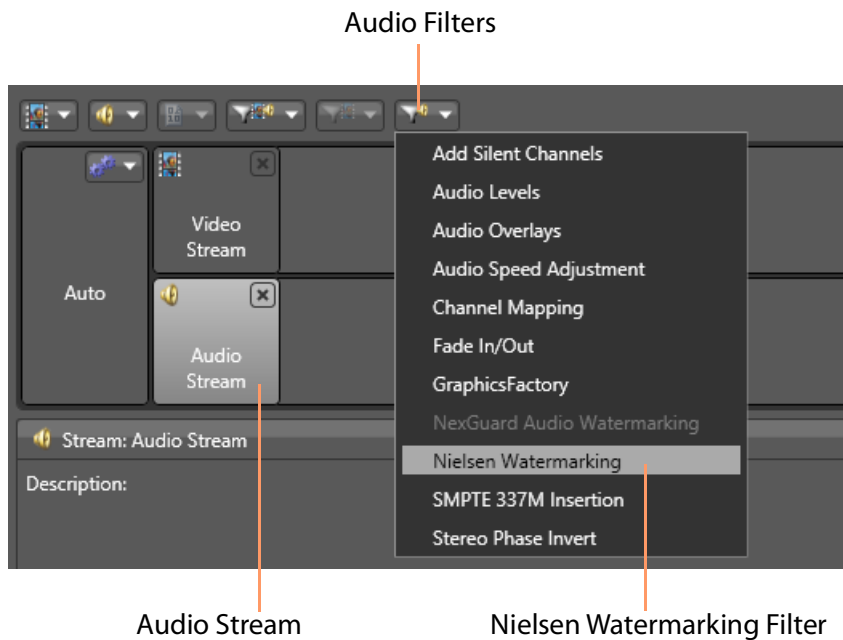 Audio Filters
Add Silent Channels
Audio Levels
Audio Overlays
Audio Speed Adjustment
Channel Mapping
Fade In/Out
GraphicsFactory
NexGuard Audio Watermarking
Nielsen Watermarking
SMPTE 337M Insertion
Stereo Phase Invert
Video
Stream
Auto
Audio
Stream
Stream: Audio Stream
Description:
Audio Stream
Nielsen Watermarking Filter